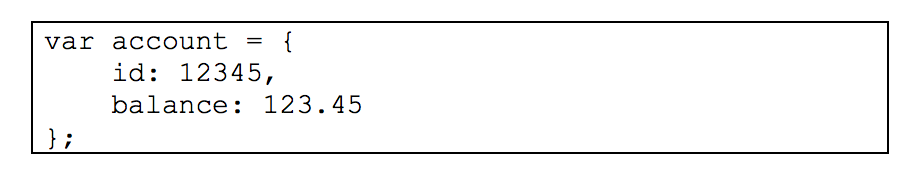 var account = {
    id: 12345,
    balance: 123.45
};